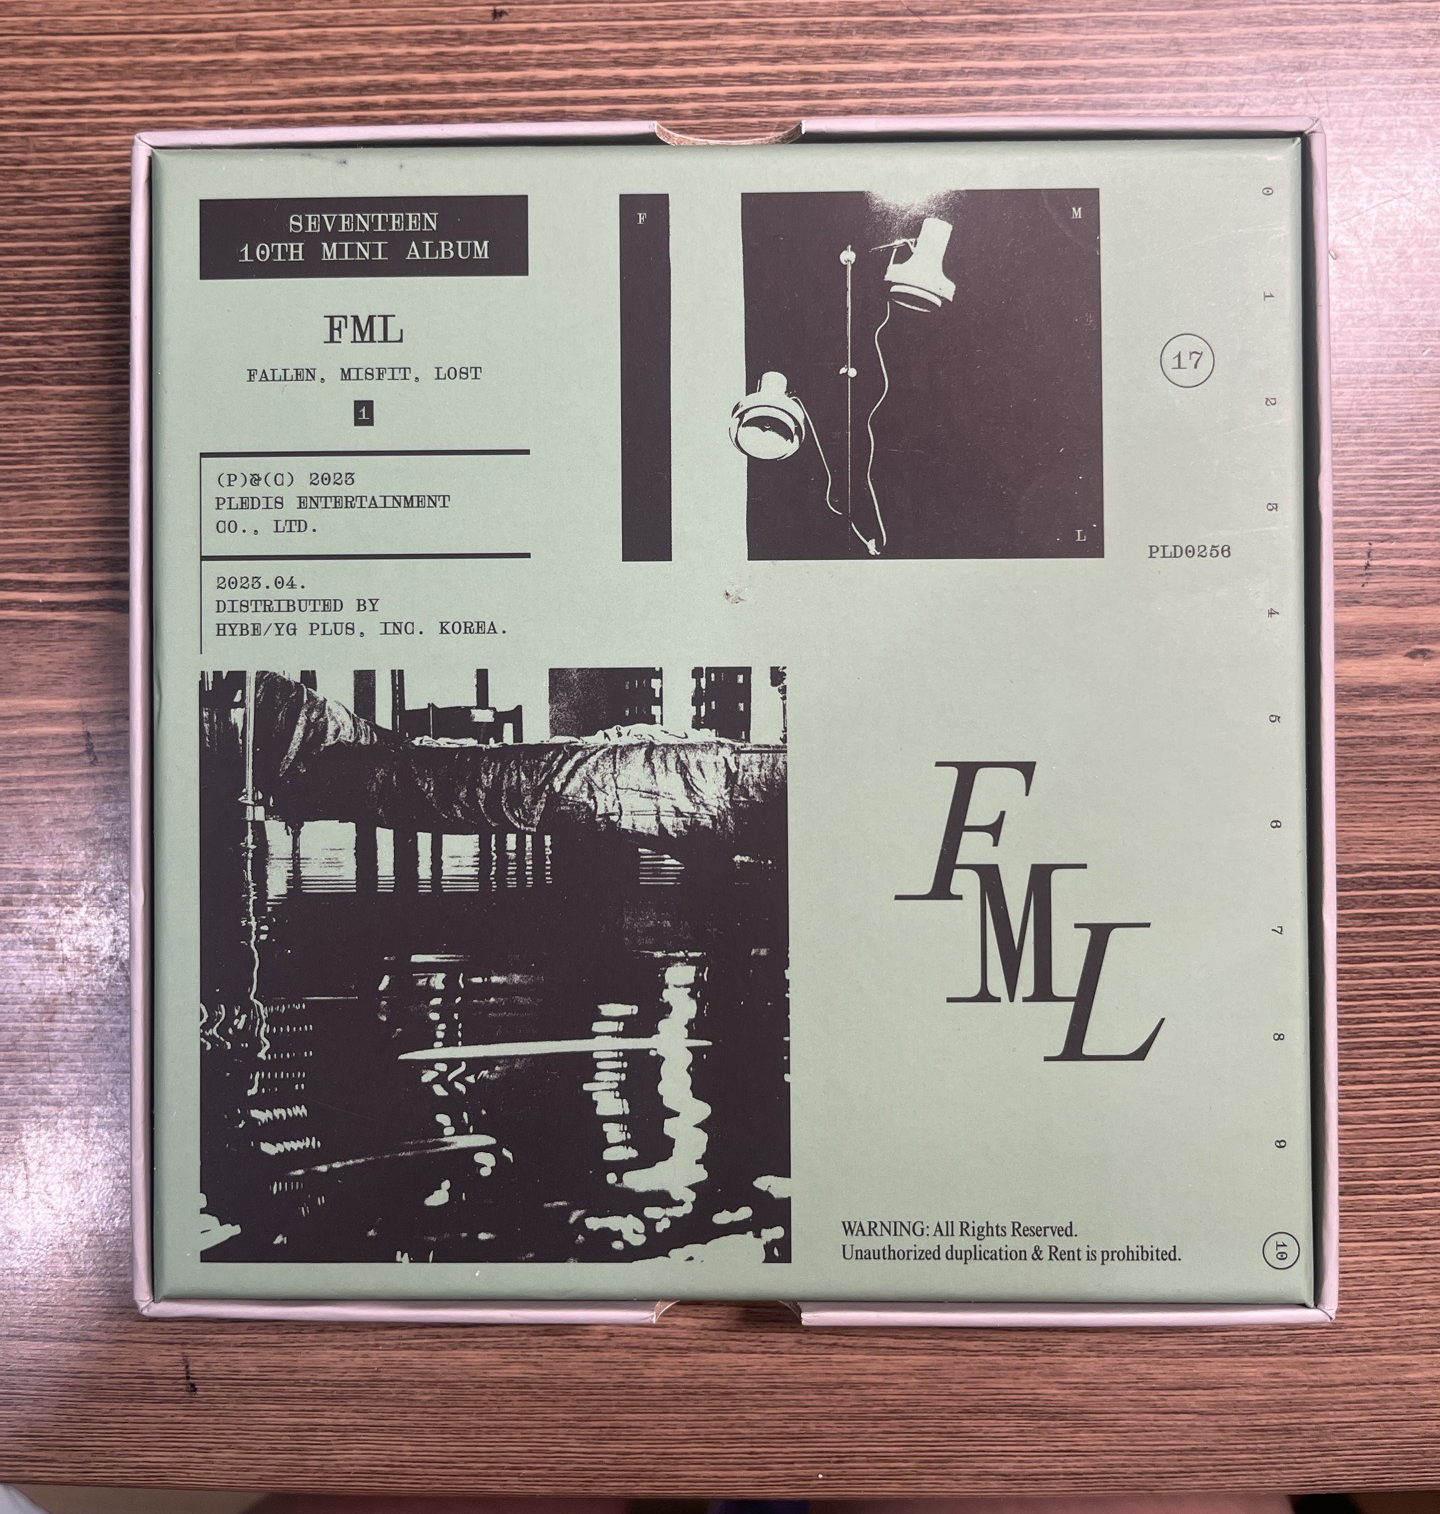 SEVENTEEN
10TH MINI ALBUM
FML
FALLEN, MISFIT, LOST
1
(P)&(C) 2023
PLEDIS ENTERTAINMENT
CO., LTD.
2023.04.
DISTRIBUTED BY
HYBE/YG PLUS, INC. KOREA.
F
M
L
17
PLD0256
0
1
2
3
4
5
6
7
8
9
10
F
M
L
WARNING: All Rights Reserved.
Unauthorized duplication & Rent is prohibited.